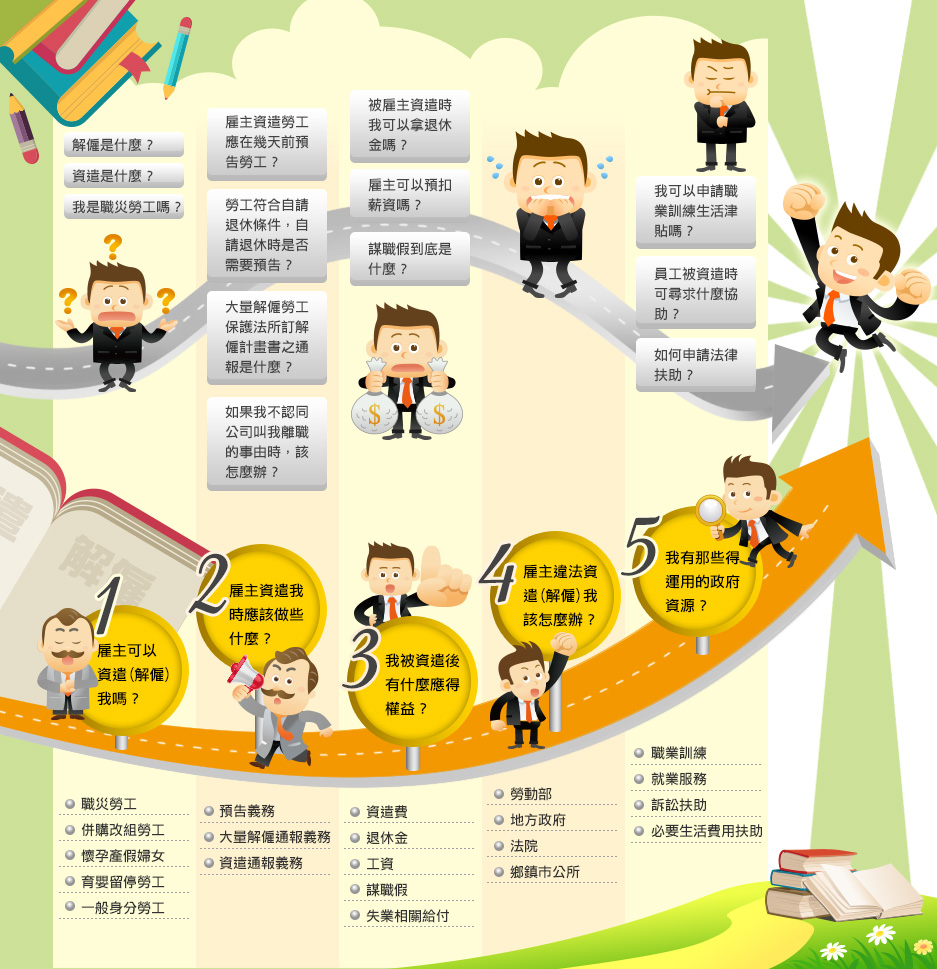 解僱是什麼？
資遣是什麼？
我是職災勞工嗎？
雇主資遣勞工
應在幾天前預
告勞工？
勞工符合自請
退休條件，自
請退休時是否
需要預告？
大量解僱勞工
保護法所訂解
僱計畫書之通
報是什麼？
如果我不認同
公司叫我離職
的事由時，該
怎麼辦？
被雇主資遣時
我可以拿退休
金嗎？
雇主可以預扣
薪資嗎？
謀職假到底是
什麼？
$ $
我可以申請職
業訓練生活津
貼嗎？
員工被資遣時
可尋求什麼協
助？
如何申請法律
扶助？
遣
解僱
1
雇主可以
資遣(解僱)
我嗎？
2
雇主資遣我
時應該做些
什麼？
3
我被資遣後
有什麼應得
權益？
4
雇主違法資
遣(解僱)我
該怎麼辦？
5
我有那些得
運用的政府
資源？
職災勞工
併購改組勞工
懷孕產假婦女
育嬰留停勞工
一般身分勞工
預告義務
大量解僱通報義務
資遣通報義務
資遣費
退休金
工資
謀職假
失業相關給付
勞動部
地方政府
法院
鄉鎮市公所
職業訓練
就業服務
訴訟扶助
必要生活費用扶助